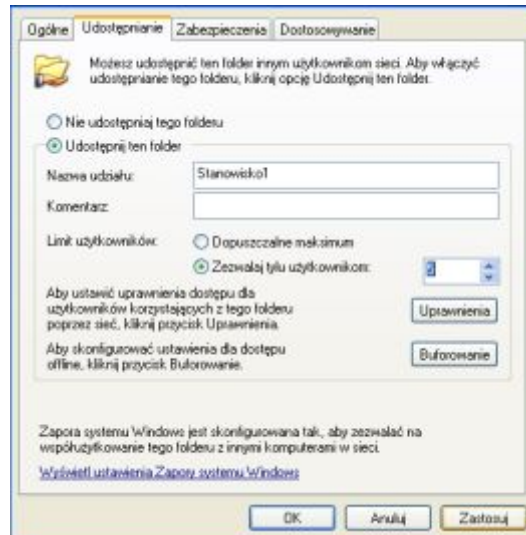 Ogólne Udostępnianie Zabezpieczenia Dostosowywanie
Możesz udostępnić ten folder innym użytkownikom sieci. Aby włączyć
udostępnianie tego folderu, kliknij opcję Udostępnij ten folder.
Nie udostępniaj tego folderu
Udostępnij ten folder
Nazwa udziału: Stanowisko1
Komentarz:
Limit użytkowników: Dopuszczalne maksimum
Zezwalaj tylu użytkownikom: 2
Aby ustawić uprawnienia dostępu dla
użytkowników korzystających z tego folderu
poprzez sieć, kliknij przycisk Uprawnienia.
Uprawnienia
Aby skonfigurować ustawienia dla dostępu
offline, kliknij przycisk Buforowanie.
Buforowanie
Zapora systemu Windows jest skonfigurowana tak, aby zezwalać na
współużytkowanie tego folderu z innymi komputerami w sieci.
Wyświetl ustawienia Zapory systemu Windows
OK Anuluj Zastosuj